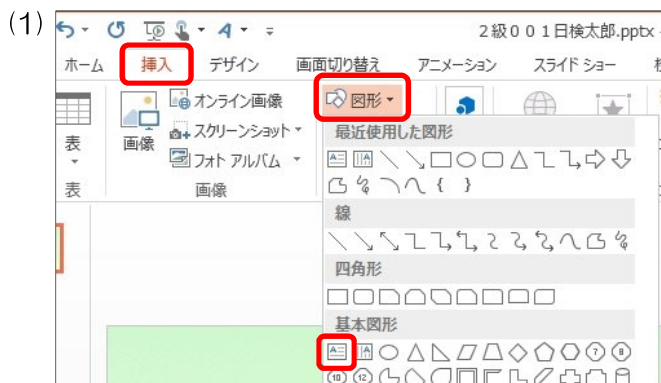 (1)
2級001日検太郎.pptx -
ホーム 挿入 デザイン 画面切り替え アニメーション スライド ショー
表 画像 オンライン画像 図形
スクリーンショット
フォト アルバム
表 画像
最近使用した図形
線
四角形
基本図形